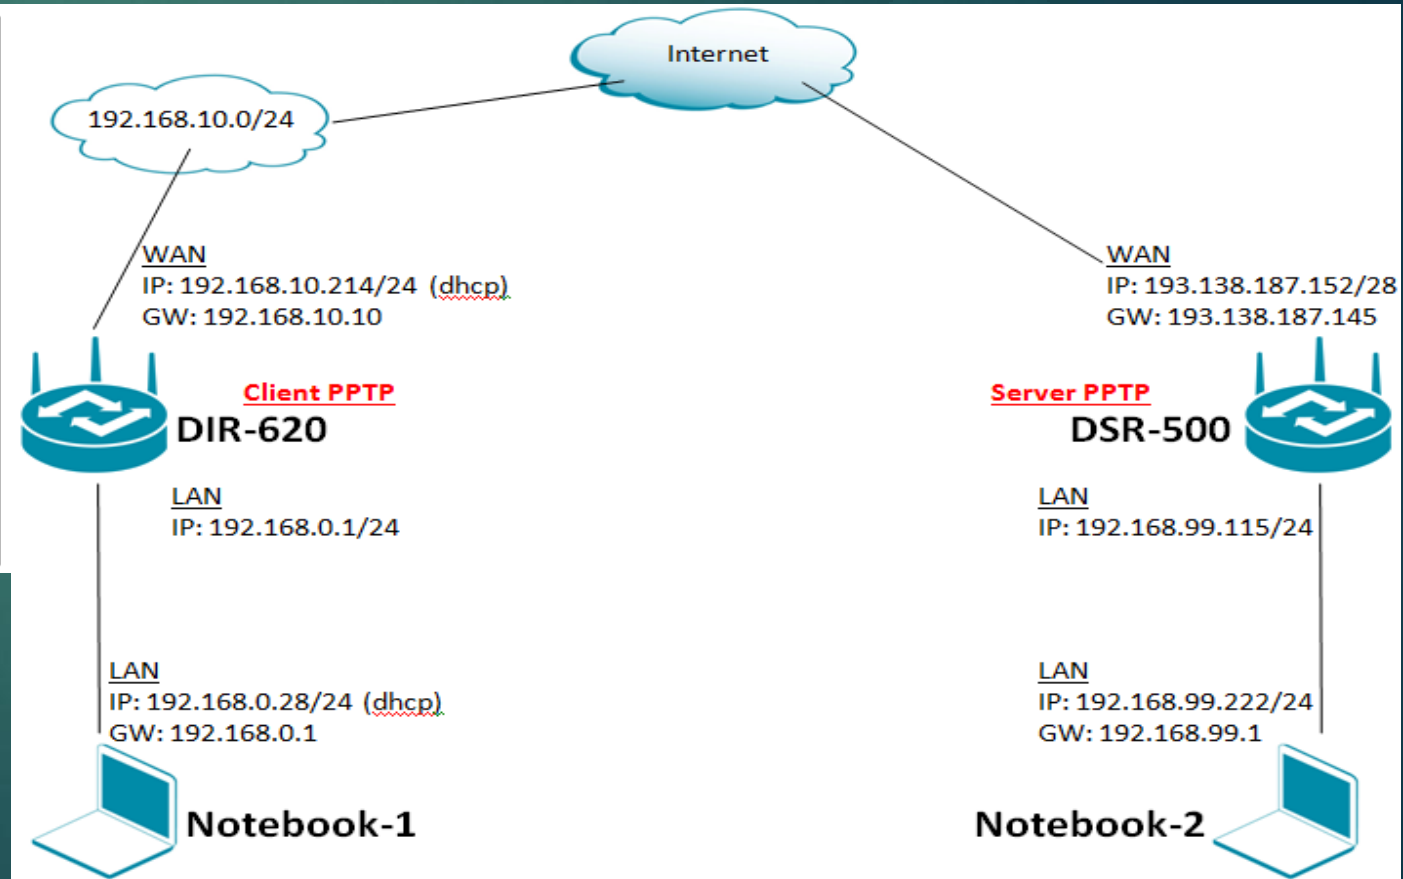 Internet
192.168.10.0/24
WAN
IP: 192.168.10.214/24 (dhcp)
GW: 192.168.10.10
WAN
IP: 193.138.187.152/28
GW: 193.138.187.145
Client PPTP
DIR-620
Server PPTP
DSR-500
LAN
IP: 192.168.0.1/24
LAN
IP: 192.168.99.115/24
LAN
IP: 192.168.0.28/24 (dhcp)
GW: 192.168.0.1
LAN
IP: 192.168.99.222/24
GW: 192.168.99.1
Notebook-1
Notebook-2